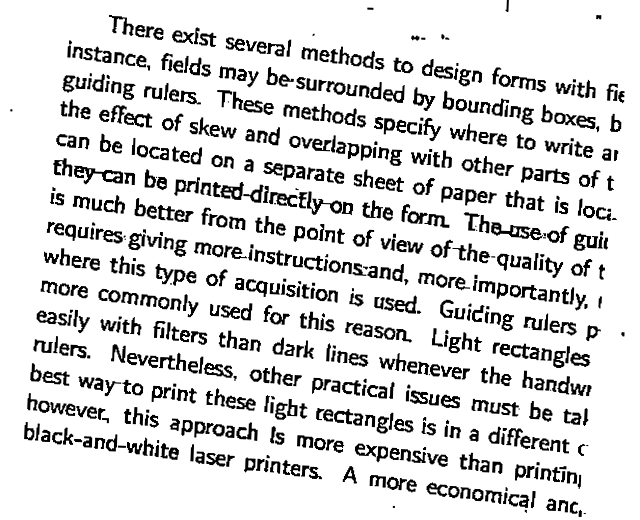 There exist several methods to design forms with fie
instance, fields may be surrounded by bounding boxes, b
guiding rulers. These methods specify where to write ar
the effect of skew and overlapping with other parts of t
can be located on a separate sheet of paper that is loca
they can be printed directly on the form. The use of guid
is much better from the point of view of the quality of t
requires giving more instructions and, more importantly,
where this type of acquisition is used. Guiding rulers p
more commonly used for this reason. Light rectangles
easily with filters than dark lines whenever the handwr
rulers. Nevertheless, other practical issues must be tak
best way to print these light rectangles is in a different c
however, this approach is more expensive than printing
black-and-white laser printers. A more economical and,